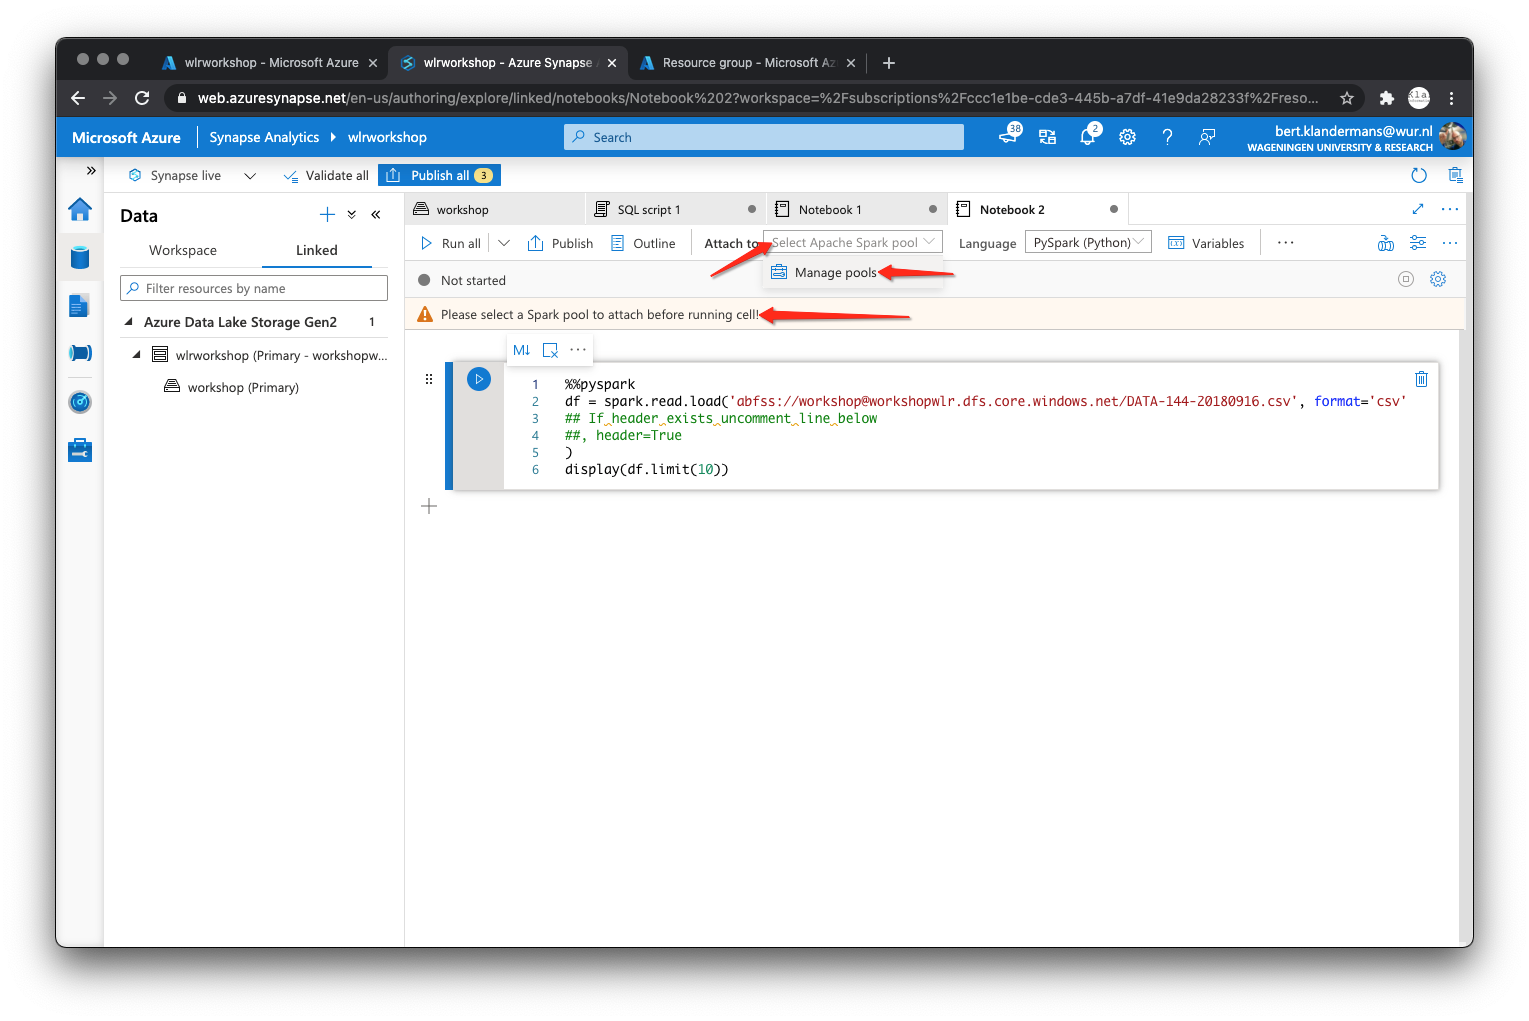 wlrworkshop - Microsoft Azure
wlrworkshop - Azure Synapse
Resource group - Microsoft Az
web.azuresynapse.net/en-us/authoring/explore/linked/notebooks/Notebook%202?workspace=%2Fsubscriptions%2Fccc1e1be-cde3-445b-a7df-41e9da28233f%2Freso...
Microsoft Azure
Synapse Analytics
wlrworkshop
Search
38
2
bert.klandermans@wur.nl
WAGENINGEN UNIVERSITY & RESEARCH
Synapse live
Validate all
Publish all 3
Data
workshop
SQL script 1
Notebook 1
Notebook 2
Workspace
Linked
Run all
Publish
Outline
Attach to
Select Apache Spark pool
Language
PySpark (Python)
Variables
Manage pools
Filter resources by name
Not started
Azure Data Lake Storage Gen2 1
Please select a Spark pool to attach before running cell!
wlrworkshop (Primary - workshopw...
workshop (Primary)
M↓
1 %%pyspark
2 df = spark.read.load('abfss://workshop@workshopwlr.dfs.core.windows.net/DATA-144-20180916.csv', format='csv'
3 ## If header exists uncomment line below
4 ##, header=True
5 )
6 display(df.limit(10))